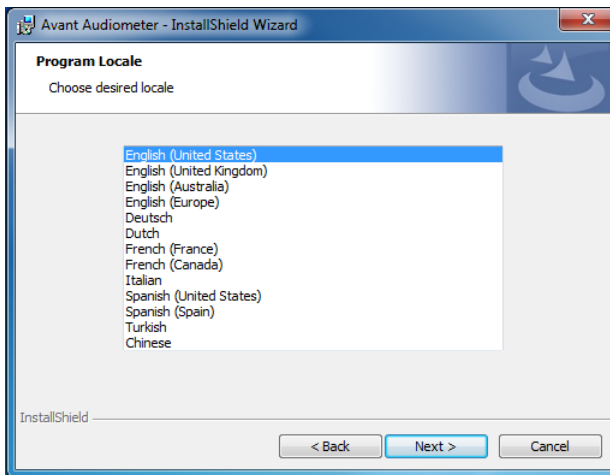 Avant Audiometer - InstallShield Wizard
Program Locale
Choose desired locale
English (United States)
English (United Kingdom)
English (Australia)
English (Europe)
Deutsch
Dutch
French (France)
French (Canada)
Italian
Spanish (United States)
Spanish (Spain)
Turkish
Chinese
InstallShield
< Back Next > Cancel